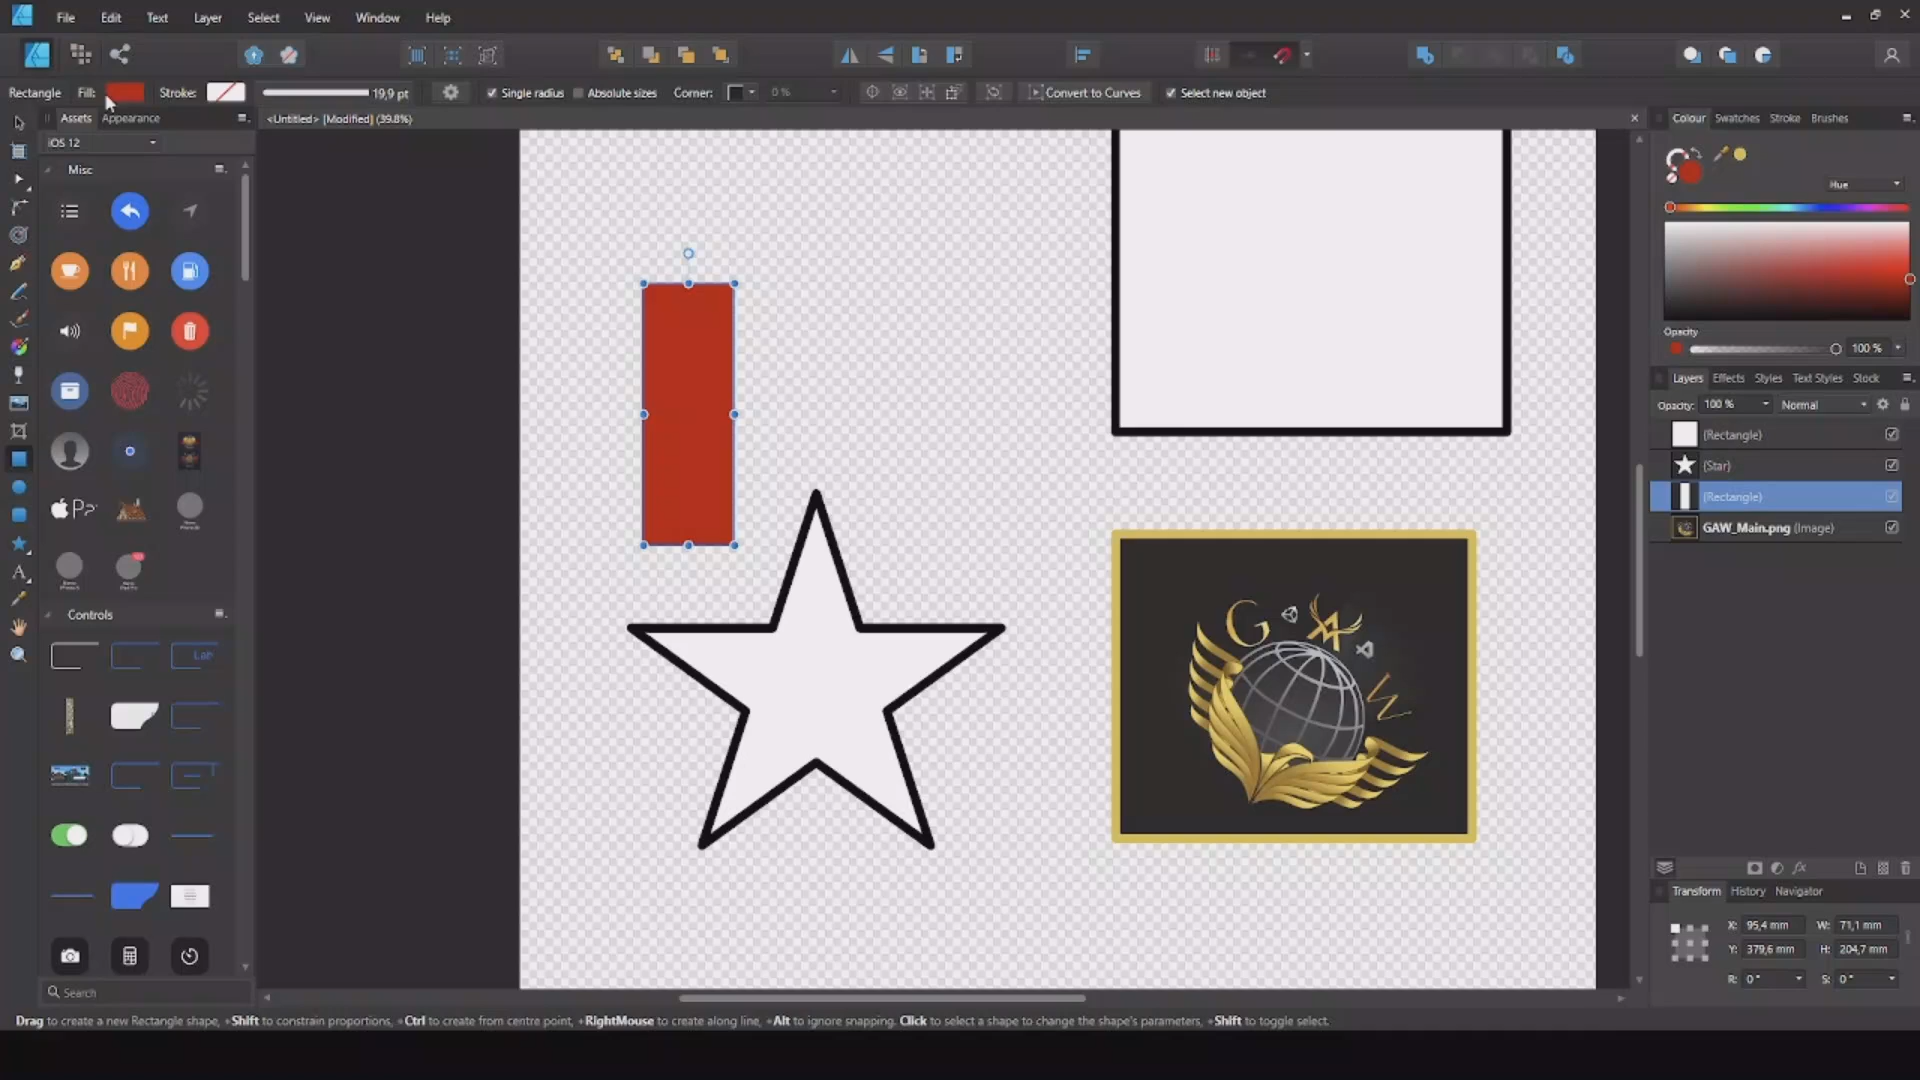 File Edit Text Layer Select View Window Help
Rectangle Fill: Stroke: 19,9 pt Single radius Absolute sizes Corner: 0 % Convert to Curves Select new object
Assets Appearance
<Untitled> [Modified] (39.8%)
Colour Swatches Stroke Brushes
iOS 12
Misc
Hue
Opacity
100 %
Layers Effects Styles Text Styles Stock
Opacity: 100 % Normal
(Rectangle)
(Star)
(Rectangle)
GAW_Main.png (Image)
G A W
Controls
Transform History Navigator
X: 95,4 mm W: 71,1 mm
Y: 379,6 mm H: 204,7 mm
R: 0 ° S: 0 °
Search
Drag to create a new Rectangle shape, +Shift to constrain proportions, +Ctrl to create from centre point, +RightMouse to create along line, +Alt to ignore snapping. Click to select a shape to change the shape's parameters, +Shift to toggle select.